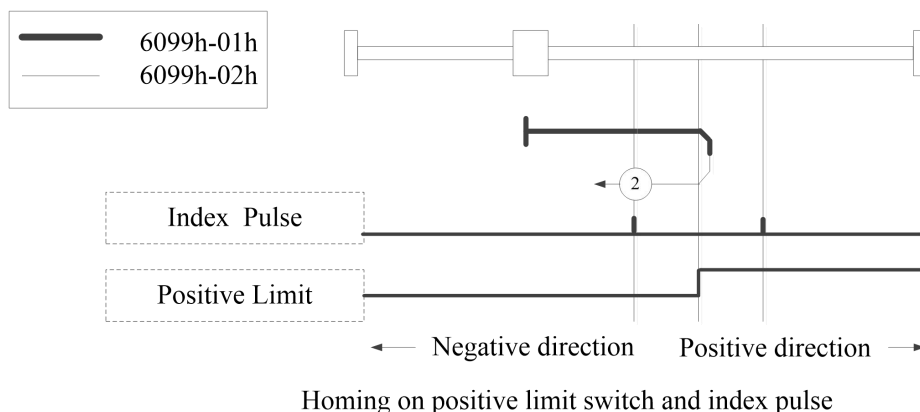 6099h-01h
6099h-02h
2
Index Pulse
Positive Limit
Negative direction Positive direction
Homing on positive limit switch and index pulse